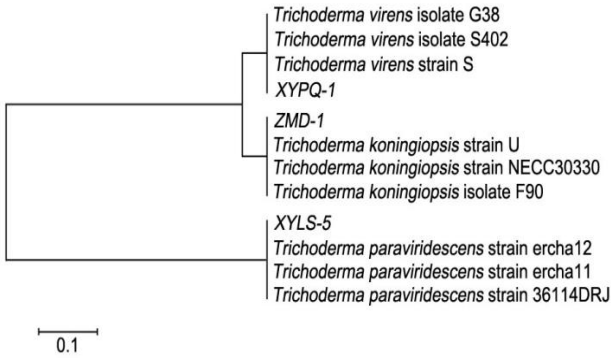 Trichoderma virens isolate G38
Trichoderma virens isolate S402
Trichoderma virens strain S
XYPQ-1
ZMD-1
Trichoderma koningiopsis strain U
Trichoderma koningiopsis strain NECC30330
Trichoderma koningiopsis isolate F90
XYLS-5
Trichoderma paraviridescens strain ercha12
Trichoderma paraviridescens strain ercha11
Trichoderma paraviridescens strain 36114DRJ
0.1